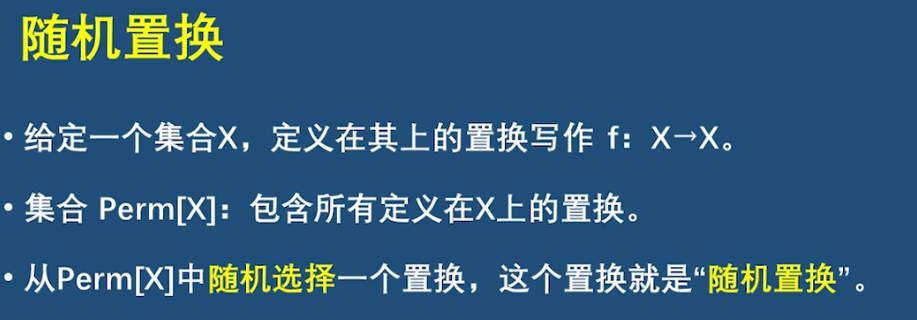 随机置换
• 给定一个集合X，定义在其上的置换写作 f：X→X。
• 集合 Perm[X]：包含所有定义在X上的置换。
• 从Perm[X]中随机选择一个置换，这个置换就是“随机置换”。